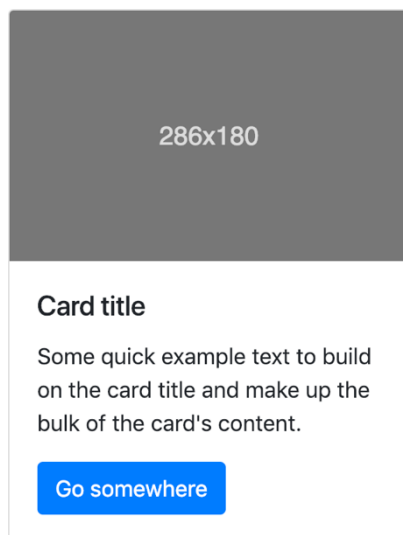 286x180
Card title
Some quick example text to build
on the card title and make up the
bulk of the card's content.
Go somewhere